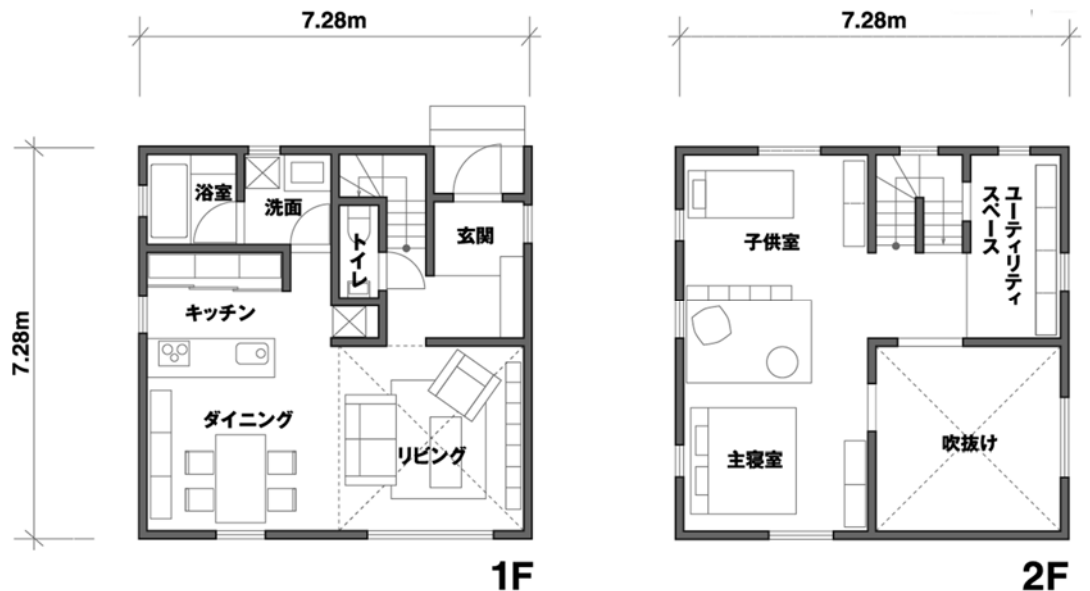 7.28m
7.28m
7.28m
浴室
洗面
トイレ
玄関
キッチン
ダイニング
リビング
1F
子供室
ユーティリティ
スペース
主寝室
吹抜け
2F